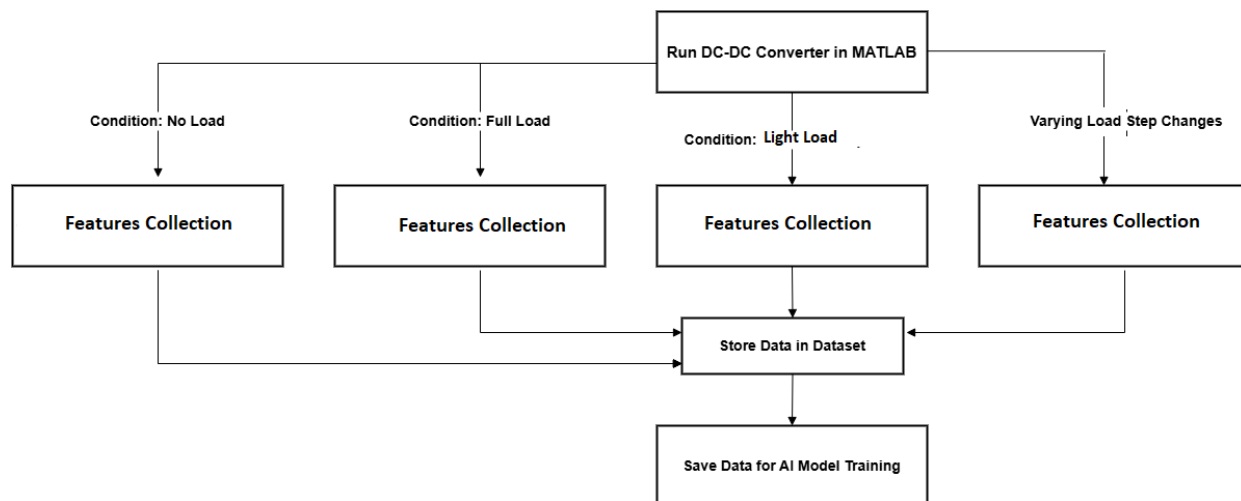 Run DC-DC Converter in MATLAB
Condition: No Load
Condition: Full Load
Condition: Light Load
Varying Load Step Changes
Features Collection
Features Collection
Features Collection
Features Collection
Store Data in Dataset
Save Data for AI Model Training